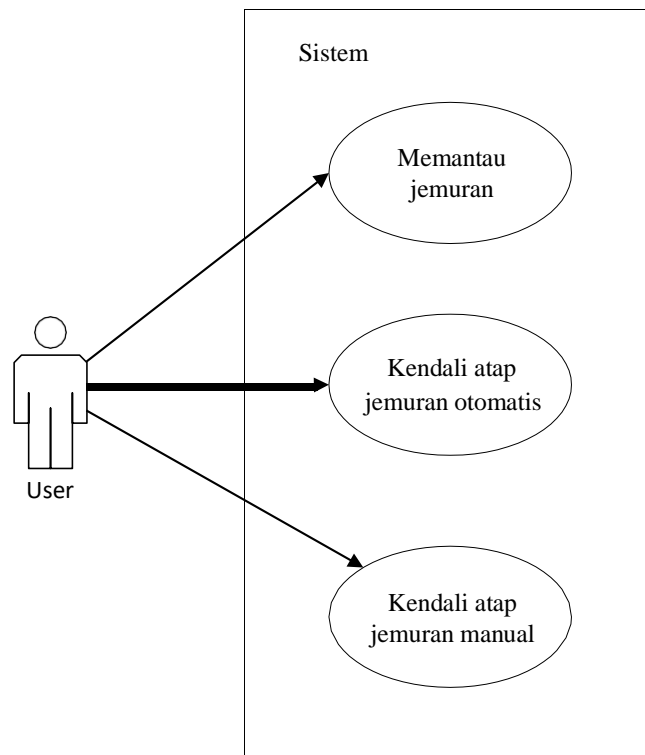 Sistem
Memantau
jemuran
Kendali atap
jemuran otomatis
User
Kendali atap
jemuran manual